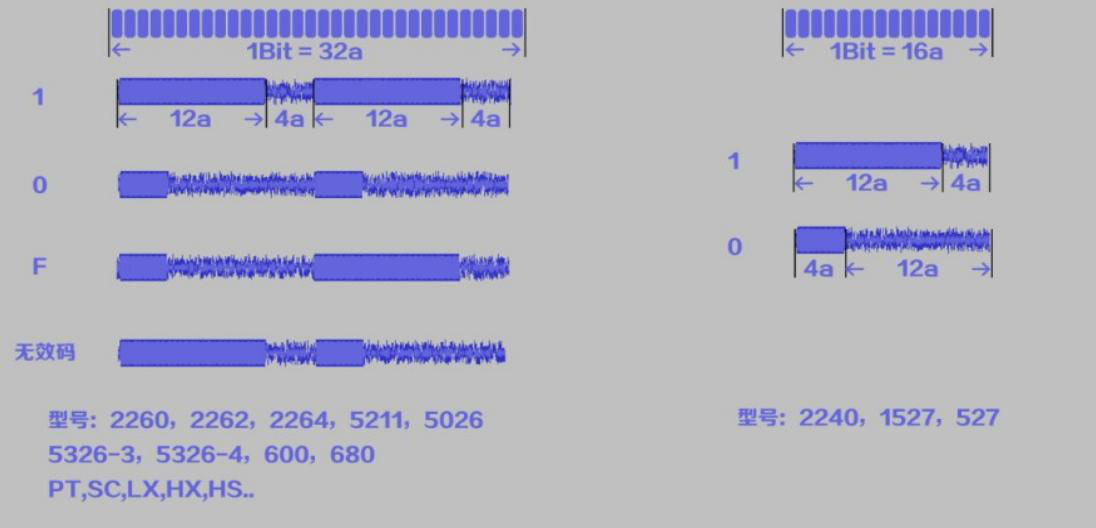 1Bit = 32a
1 12a 4a 12a 4a
0
F
无效码
型号: 2260, 2262, 2264, 5211, 5026
5326-3, 5326-4, 600, 680
PT,SC,LX,HX,HS..
1Bit = 16a
1
12a 4a
0
4a 12a
型号: 2240, 1527, 527